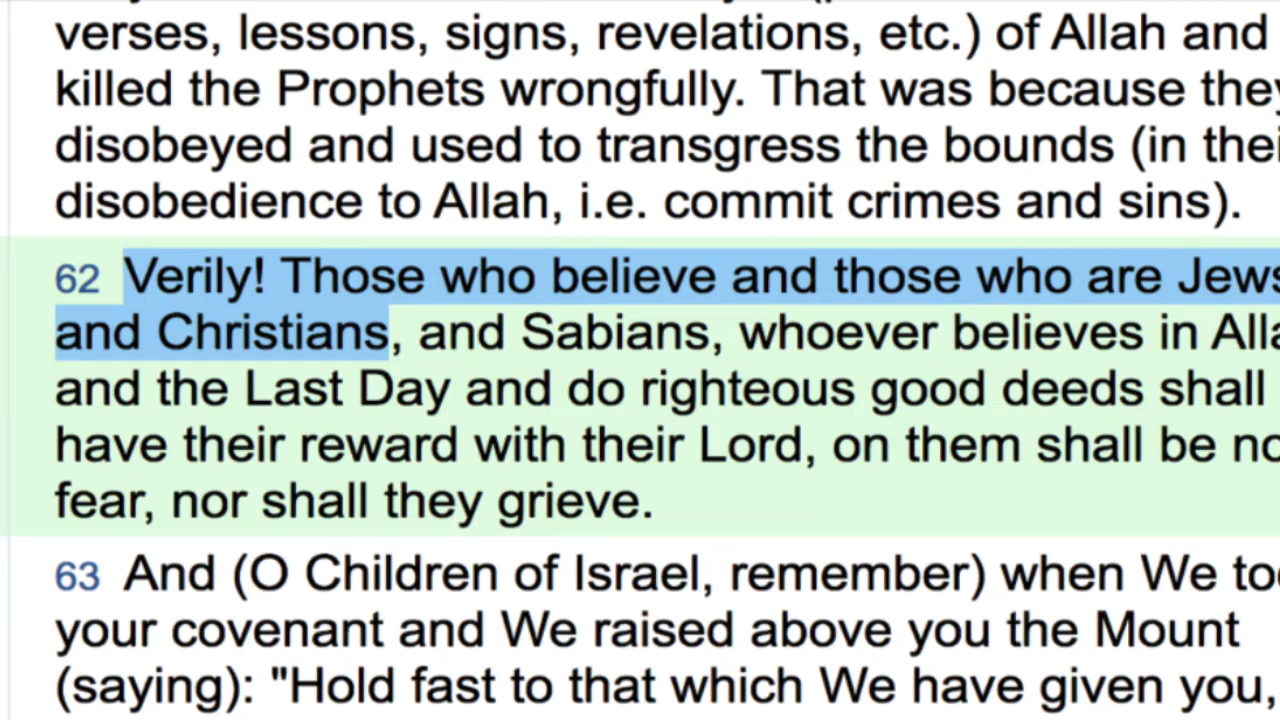 verses, lessons, signs, revelations, etc.) of Allah and
killed the Prophets wrongfully. That was because they
disobeyed and used to transgress the bounds (in thei
disobedience to Allah, i.e. commit crimes and sins).
62 Verily! Those who believe and those who are Jews
and Christians, and Sabians, whoever believes in Alla
and the Last Day and do righteous good deeds shall
have their reward with their Lord, on them shall be no
fear, nor shall they grieve.
63 And (O Children of Israel, remember) when We too
your covenant and We raised above you the Mount
(saying): "Hold fast to that which We have given you,